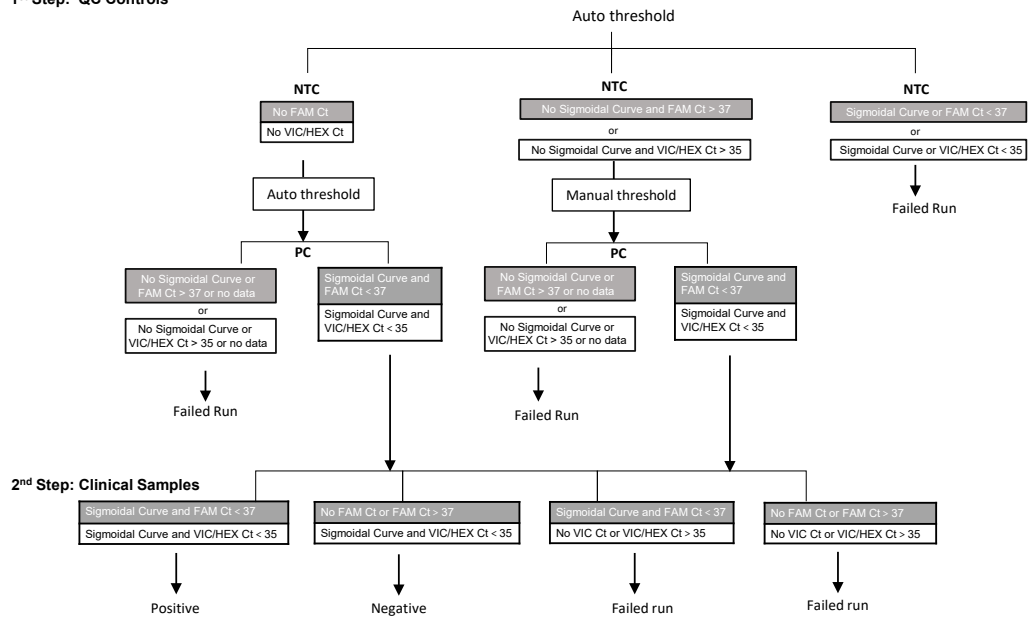 1st Step: QC Controls
Auto threshold
NTC
No FAM Ct
No VIC/HEX Ct
Auto threshold
NTC
No Sigmoidal Curve and FAM Ct > 37
or
No Sigmoidal Curve and VIC/HEX Ct > 35
Manual threshold
NTC
Sigmoidal Curve or FAM Ct < 37
or
Sigmoidal Curve or VIC/HEX Ct < 35
Failed Run
PC
No Sigmoidal Curve or
FAM Ct > 37 or no data
or
No Sigmoidal Curve or
VIC/HEX Ct > 35 or no data
Failed Run
Sigmoidal Curve and
FAM Ct < 37
Sigmoidal Curve and
VIC/HEX Ct < 35
PC
No Sigmoidal Curve or
FAM Ct > 37 or no data
or
No Sigmoidal Curve or
VIC/HEX Ct > 35 or no data
Failed Run
Sigmoidal Curve and
FAM Ct < 37
Sigmoidal Curve and
VIC/HEX Ct < 35
2nd Step: Clinical Samples
Sigmoidal Curve and FAM Ct < 37
Sigmoidal Curve and VIC/HEX Ct < 35
Positive
No FAM Ct or FAM Ct > 37
Sigmoidal Curve and VIC/HEX Ct < 35
Negative
Sigmoidal Curve and FAM Ct < 37
No VIC Ct or VIC/HEX Ct > 35
Failed run
No FAM Ct or FAM Ct > 37
No VIC Ct or VIC/HEX Ct > 35
Failed run